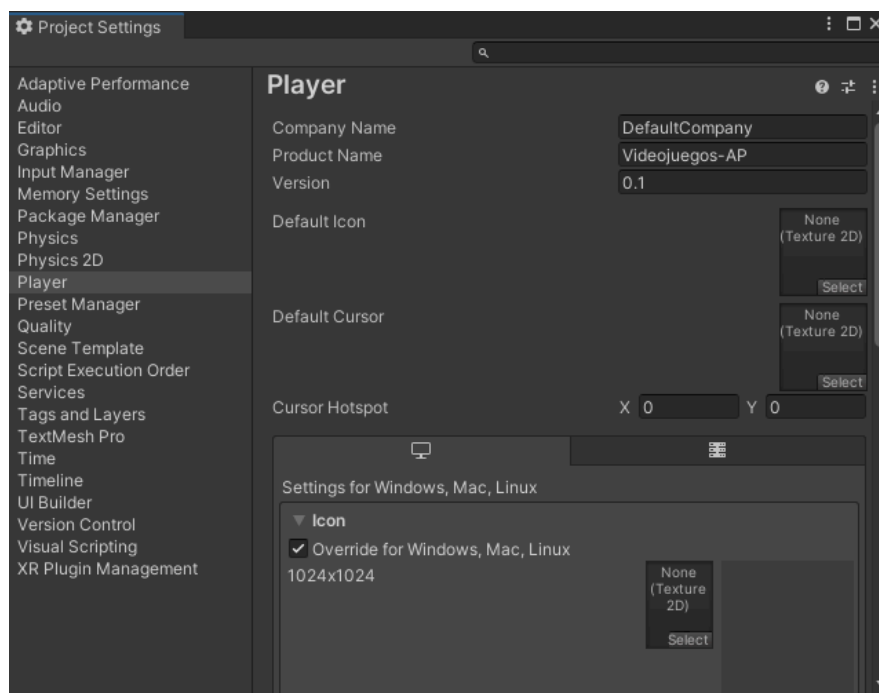 Project Settings
Adaptive Performance
Audio
Editor
Graphics
Input Manager
Memory Settings
Package Manager
Physics
Physics 2D
Player
Preset Manager
Quality
Scene Template
Script Execution Order
Services
Tags and Layers
TextMesh Pro
Time
Timeline
UI Builder
Version Control
Visual Scripting
XR Plugin Management
Player
Company Name DefaultCompany
Product Name Videojuegos-AP
Version 0.1
Default Icon
None
(Texture 2D)
Select
Default Cursor
None
(Texture 2D)
Select
Cursor Hotspot X 0 Y 0
Settings for Windows, Mac, Linux
Icon
Override for Windows, Mac, Linux
1024x1024
None
(Texture
2D)
Select